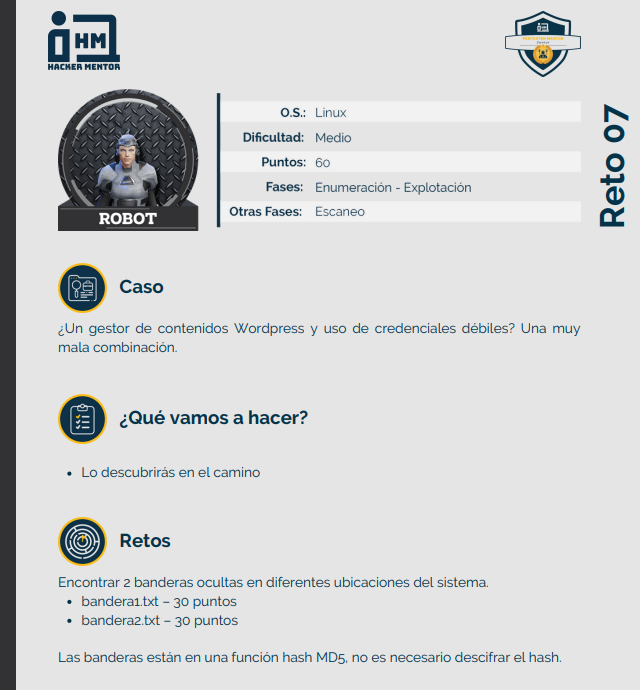 HM
HACKER MENTOR
Reto 07
ROBOT
O.S.: Linux
Dificultad: Medio
Puntos: 60
Fases: Enumeración - Explotación
Otras Fases: Escaneo
Caso
¿Un gestor de contenidos Wordpress y uso de credenciales débiles? Una muy
mala combinación.
¿Qué vamos a hacer?
• Lo descubrirás en el camino
Retos
Encontrar 2 banderas ocultas en diferentes ubicaciones del sistema.
• bandera1.txt – 30 puntos
• bandera2.txt – 30 puntos
Las banderas están en una función hash MD5, no es necesario descifrar el hash.